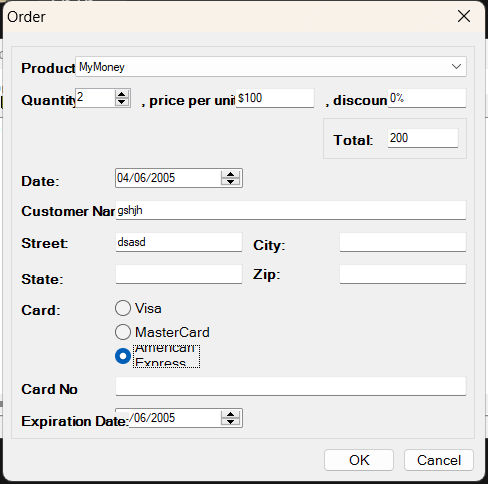 Order
Product MyMoney
Quantity 2 , price per unit $100 , discoun 0%
Total: 200
Date: 04/06/2005
Customer Nar gshjh
Street: dsasd City:
State: Zip:
Card: Visa
MasterCard
American
Express
Card No
Expiration Date: /06/2005
OK Cancel